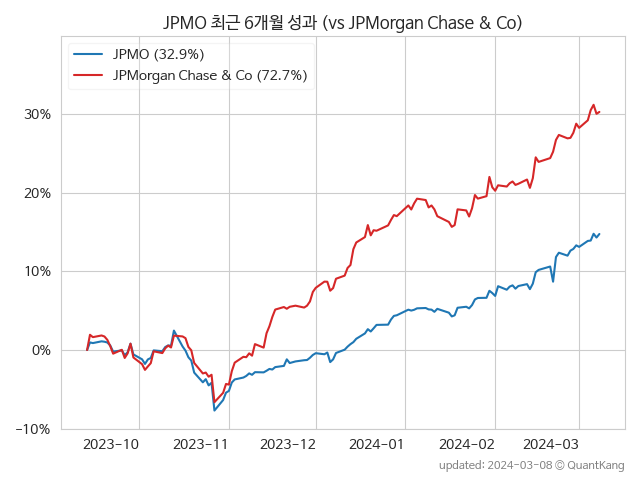 JPMO 최근 6개월 성과 (vs JPMorgan Chase & Co)
JPMO (32.9%)
JPMorgan Chase & Co (72.7%)
30%
20%
10%
0%
−10%
2023-10 2023-11 2023-12 2024-01 2024-02 2024-03
updated: 2024-03-08 © QuantKang